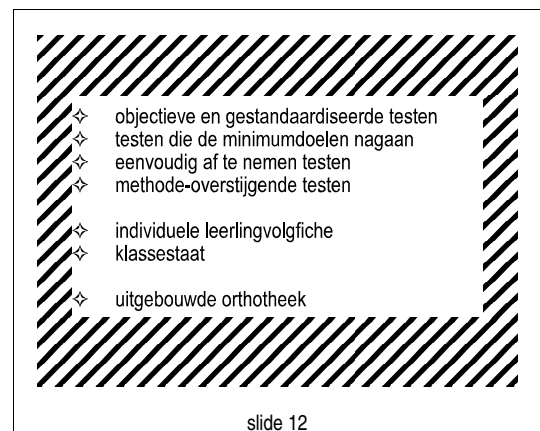 ✧ objectieve en gestandaardiseerde testen
✧ testen die de minimumdoelen nagaan
✧ eenvoudig af te nemen testen
✧ methode-overstijgende testen
✧ individuele leerlingvolgfiche
✧ klassestaat
✧ uitgebouwde orthotheek
slide 12